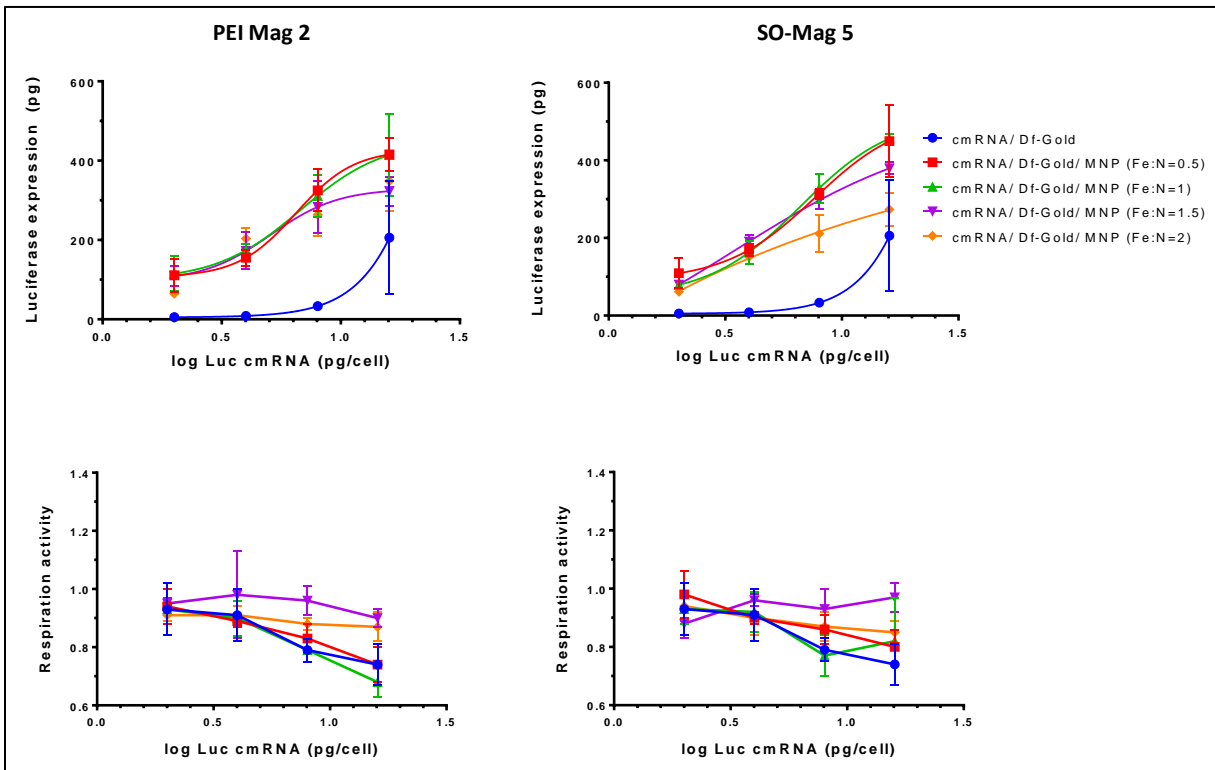 PEI Mag 2
SO-Mag 5
Luciferase expression (pg)
600
400
200
0
0.0 0.5 1.0 1.5
log Luc cmRNA (pg/cell)
Luciferase expression (pg)
600
400
200
0
0.0 0.5 1.0 1.5
log Luc cmRNA (pg/cell)
cmRNA/ Df-Gold
cmRNA/ Df-Gold/ MNP (Fe:N=0.5)
cmRNA/ Df-Gold/ MNP (Fe:N=1)
cmRNA/ Df-Gold/ MNP (Fe:N=1.5)
cmRNA/ Df-Gold/ MNP (Fe:N=2)
Respiration activity
1.4
1.2
1.0
0.8
0.6
0.0 0.5 1.0 1.5
log Luc cmRNA (pg/cell)
Respiration activity
1.4
1.2
1.0
0.8
0.6
0.0 0.5 1.0 1.5
log Luc cmRNA (pg/cell)